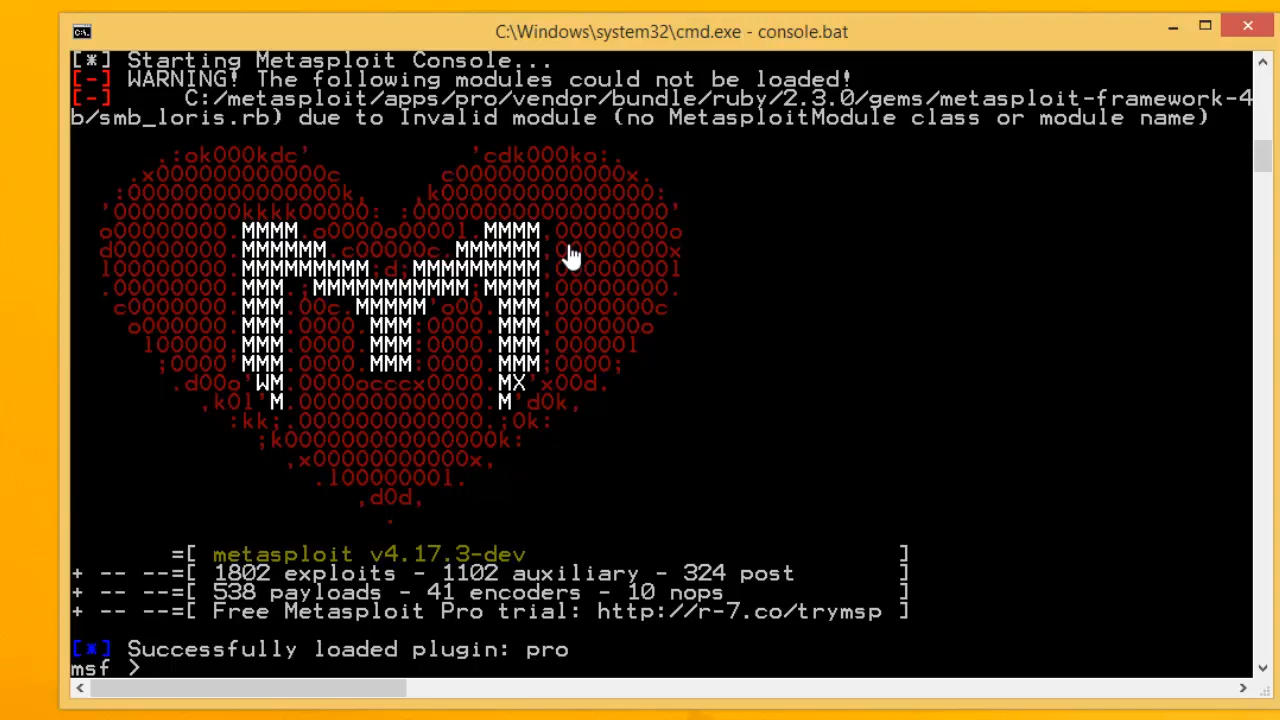 C:\Windows\system32\cmd.exe - console.bat
[*] Starting Metasploit Console...
[-] WARNING! The following modules could not be loaded!
[-]     C:/metasploit/apps/pro/vendor/bundle/ruby/2.3.0/gems/metasploit-framework-4
b/smb_loris.rb) due to Invalid module (no MetasploitModule class or module name)
=[ metasploit v4.17.3-dev ]
+ -- --=[ 1802 exploits - 1102 auxiliary - 324 post ]
+ -- --=[ 538 payloads - 41 encoders - 10 nops ]
+ -- --=[ Free Metasploit Pro trial: http://r-7.co/trymsp ]
[*] Successfully loaded plugin: pro
msf >